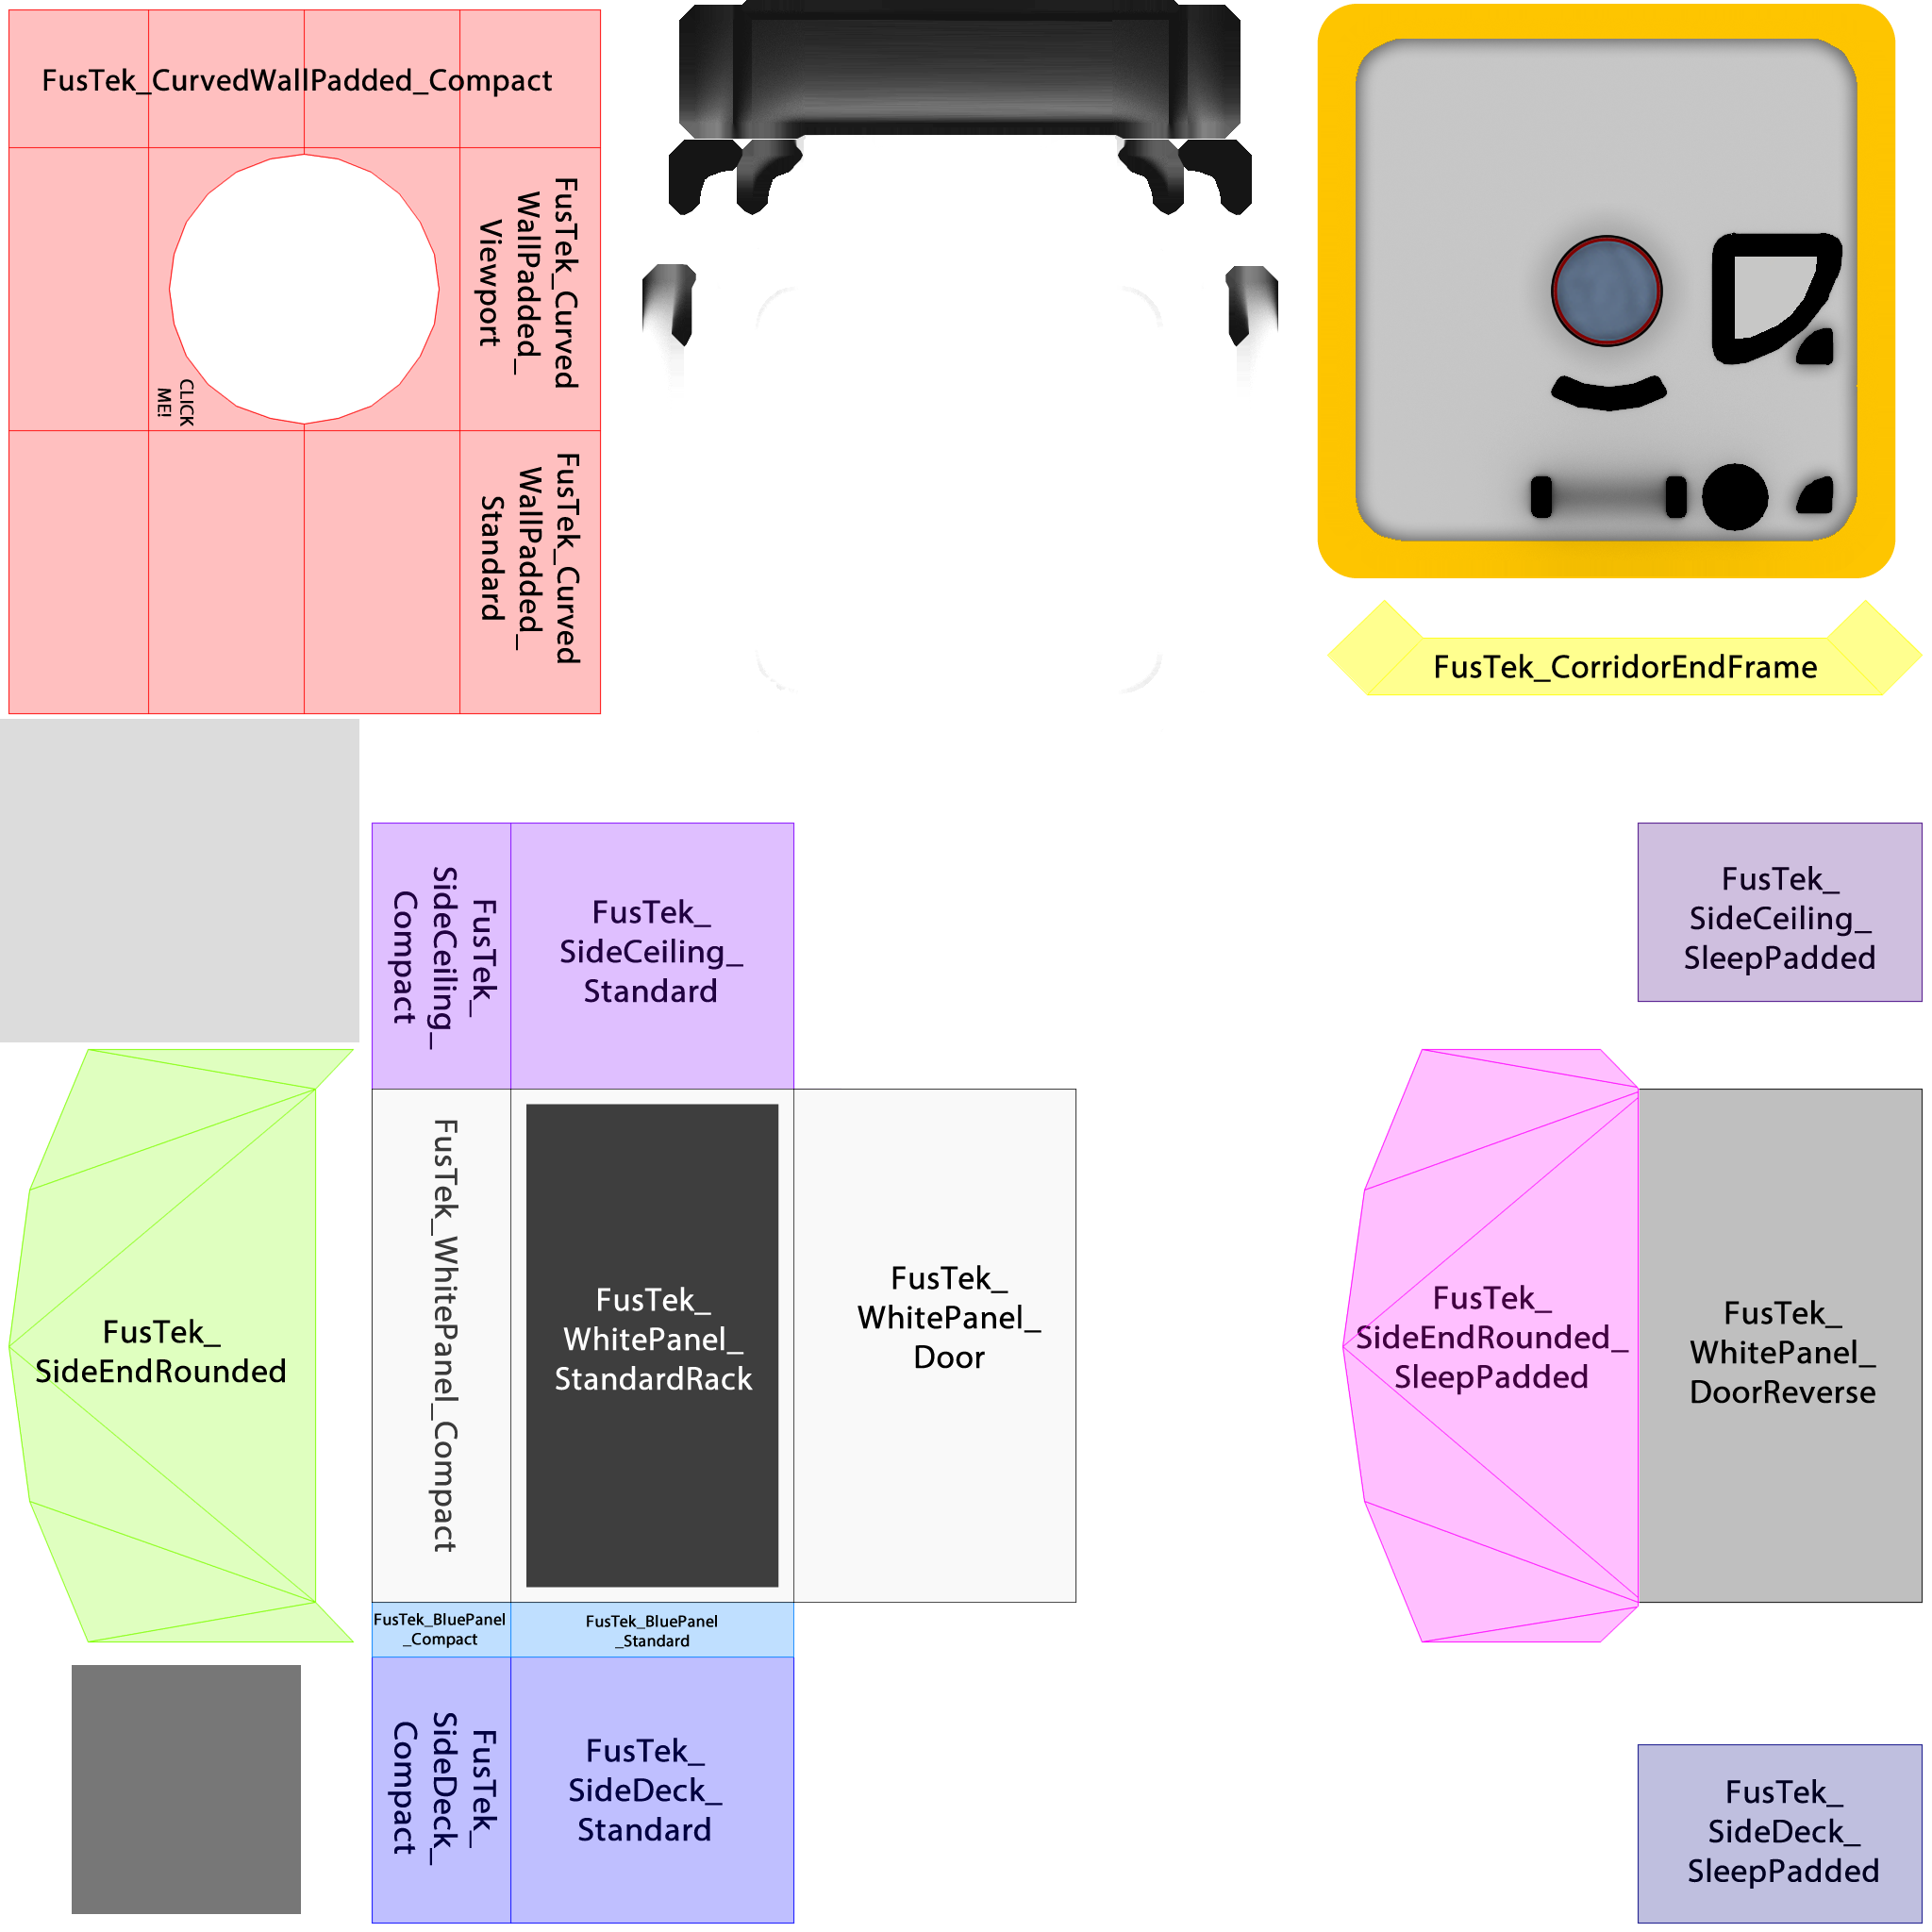 FusTek_CurvedWallPadded_Compact
FusTek_Curved
WallPadded_
Viewport
CLICK
ME!
FusTek_Curved
WallPadded_
Standard
FusTek_CorridorEndFrame
FusTek_
SideCeiling_
Compact
FusTek_
SideCeiling_
Standard
FusTek_
SideCeiling_
SleepPadded
FusTek_
SideEndRounded
FusTek_WhitePanel_Compact
FusTek_
WhitePanel_
StandardRack
FusTek_
WhitePanel_
Door
FusTek_
SideEndRounded_
SleepPadded
FusTek_
WhitePanel_
DoorReverse
FusTek_BluePanel
_Compact
FusTek_BluePanel
_Standard
FusTek_
SideDeck_
Compact
FusTek_
SideDeck_
Standard
FusTek_
SideDeck_
SleepPadded